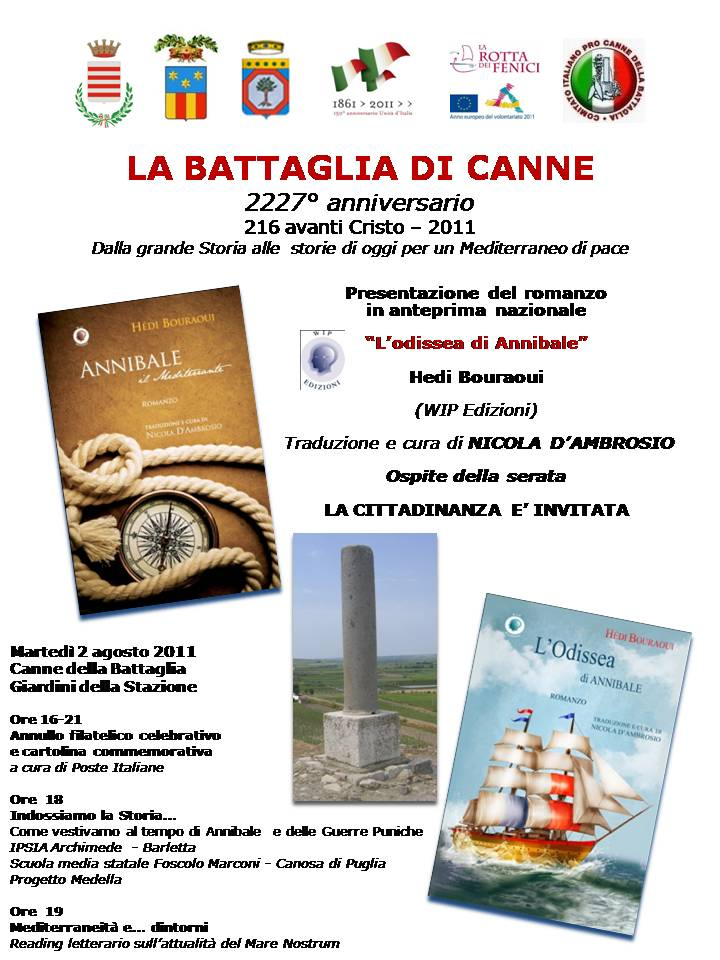 1861 > 2011 > >
150° anniversario Unità d'Italia
LA ROTTA
DEI FENICI
Anno europeo del volontariato 2011
COMITATO ITALIANO PRO CANNE DELLA BATTAGLIA
LA BATTAGLIA DI CANNE
2227° anniversario
216 avanti Cristo – 2011
Dalla grande Storia alle storie di oggi per un Mediterraneo di pace
Presentazione del romanzo
in anteprima nazionale
“L’odissea di Annibale”
Hedi Bouraoui
(WIP Edizioni)
Traduzione e cura di NICOLA D’AMBROSIO
Ospite della serata
LA CITTADINANZA E’ INVITATA
WIP
EDIZIONI
HÉDI BOURAOUI
ANNIBALE
il Mediterrante
ROMANZO
TRADUZIONE E CURA DI
NICOLA D'AMBROSIO
HÉDI BOURAOUI
L'Odissea
di ANNIBALE
ROMANZO
TRADUZIONE E CURA DI
NICOLA D'AMBROSIO
Martedì 2 agosto 2011
Canne della Battaglia
Giardini della Stazione
Ore 16-21
Annullo filatelico celebrativo
e cartolina commemorativa
a cura di Poste Italiane
Ore 18
Indossiamo la Storia…
Come vestivamo al tempo di Annibale e delle Guerre Puniche
IPSIA Archimede - Barletta
Scuola media statale Foscolo Marconi - Canosa di Puglia
Progetto Medella
Ore 19
Mediterraneità e… dintorni
Reading letterario sull’attualità del Mare Nostrum